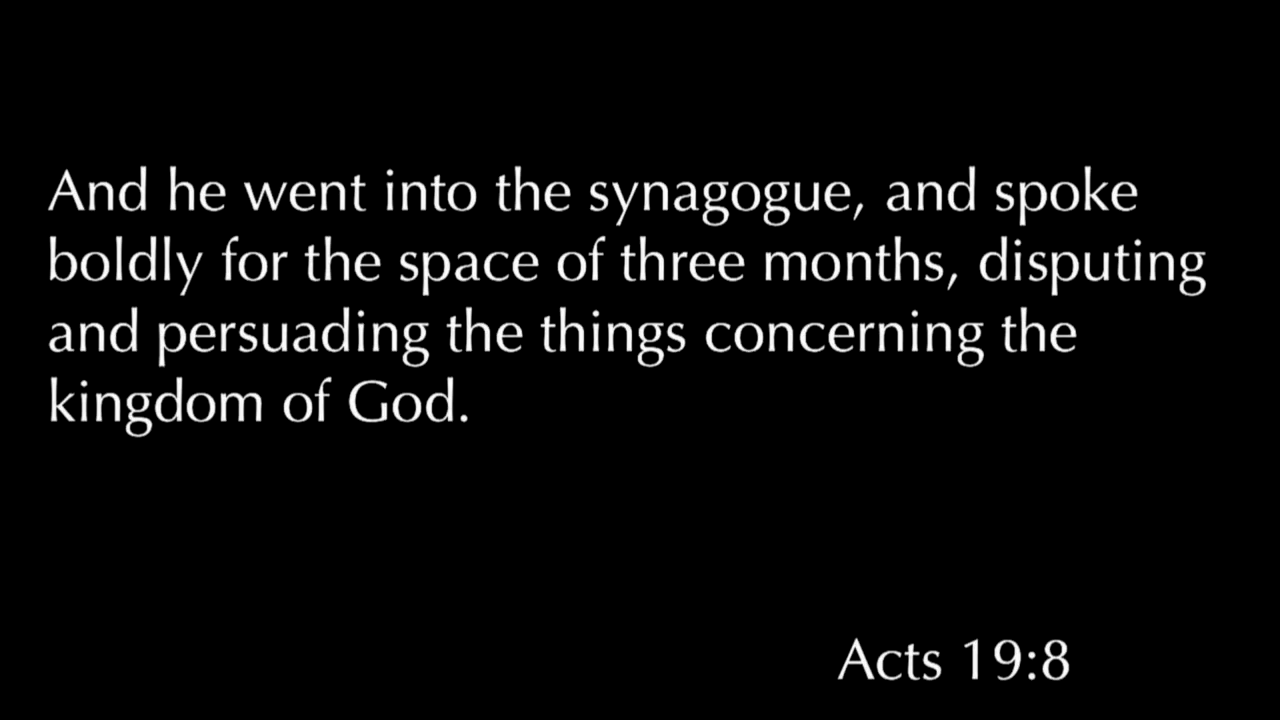 And he went into the synagogue, and spoke
boldly for the space of three months, disputing
and persuading the things concerning the
kingdom of God.
Acts 19:8